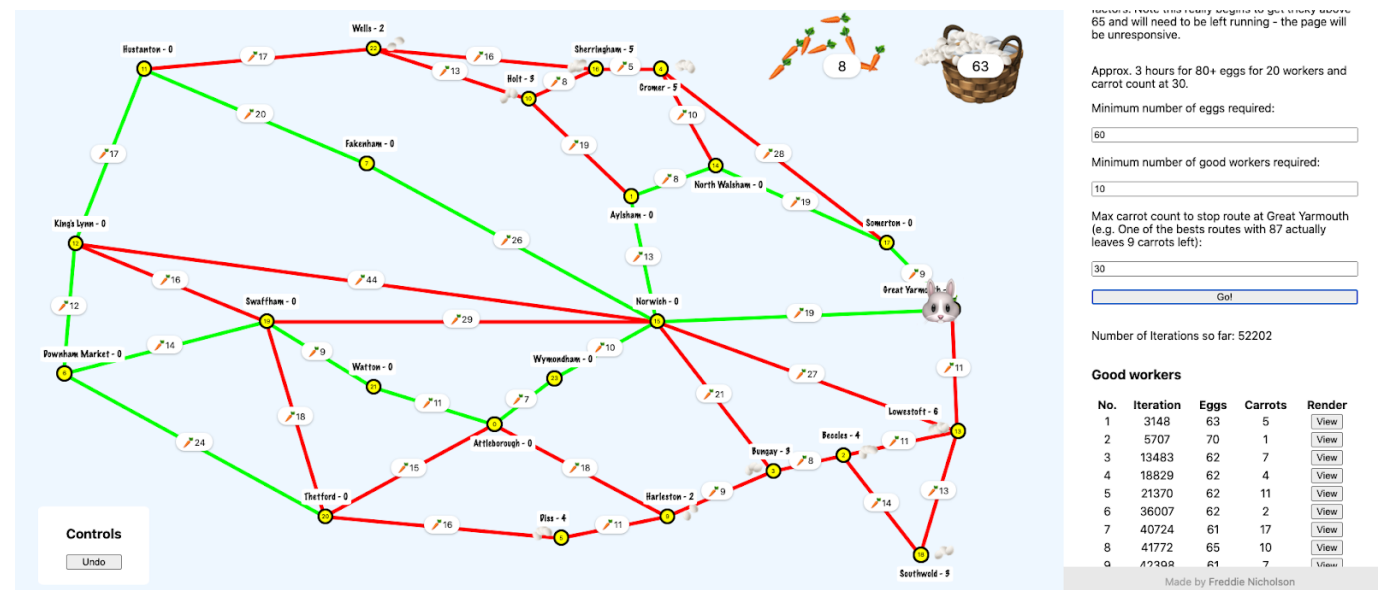 Wells - 2
Hustanton - 0
17
16
Sherringham - 5
5
13
Holt - 3
8
Cromer - 5
8
63
20
10
17
Fakenham - 0
19
28
8
North Walsham - 0
19
Aylsham - 0
Somerton - 0
King's Lynn - 0
26
13
9
16
44
Great Yarmouth
12
Swaffham - 0
Norwich - 0
29
19
Downham Market - 0
14
9
Watton - 0
Wymondham - 0
10
27
11
11
7
21
18
Attleborough - 0
Lowestoft - 6
Beccles - 4
11
24
15
18
Bungay - 3
8
Thetford - 0
Harleston - 2
9
14
13
16
Diss - 4
11
Southwold - 3
Controls
Undo
factors. Note this really begins to get tricky above
65 and will need to be left running - the page will
be unresponsive.
Approx. 3 hours for 80+ eggs for 20 workers and
carrot count at 30.
Minimum number of eggs required:
60
Minimum number of good workers required:
10
Max carrot count to stop route at Great Yarmouth
(e.g. One of the bests routes with 87 actually
leaves 9 carrots left):
30
Go!
Number of Iterations so far: 52202
Good workers
No. Iteration Eggs Carrots Render
1 3148 63 5 View
2 5707 70 1 View
3 13483 62 7 View
4 18829 62 4 View
5 21370 62 11 View
6 36007 62 2 View
7 40724 61 17 View
8 41772 65 10 View
9 42398 61 7 View
Made by Freddie Nicholson